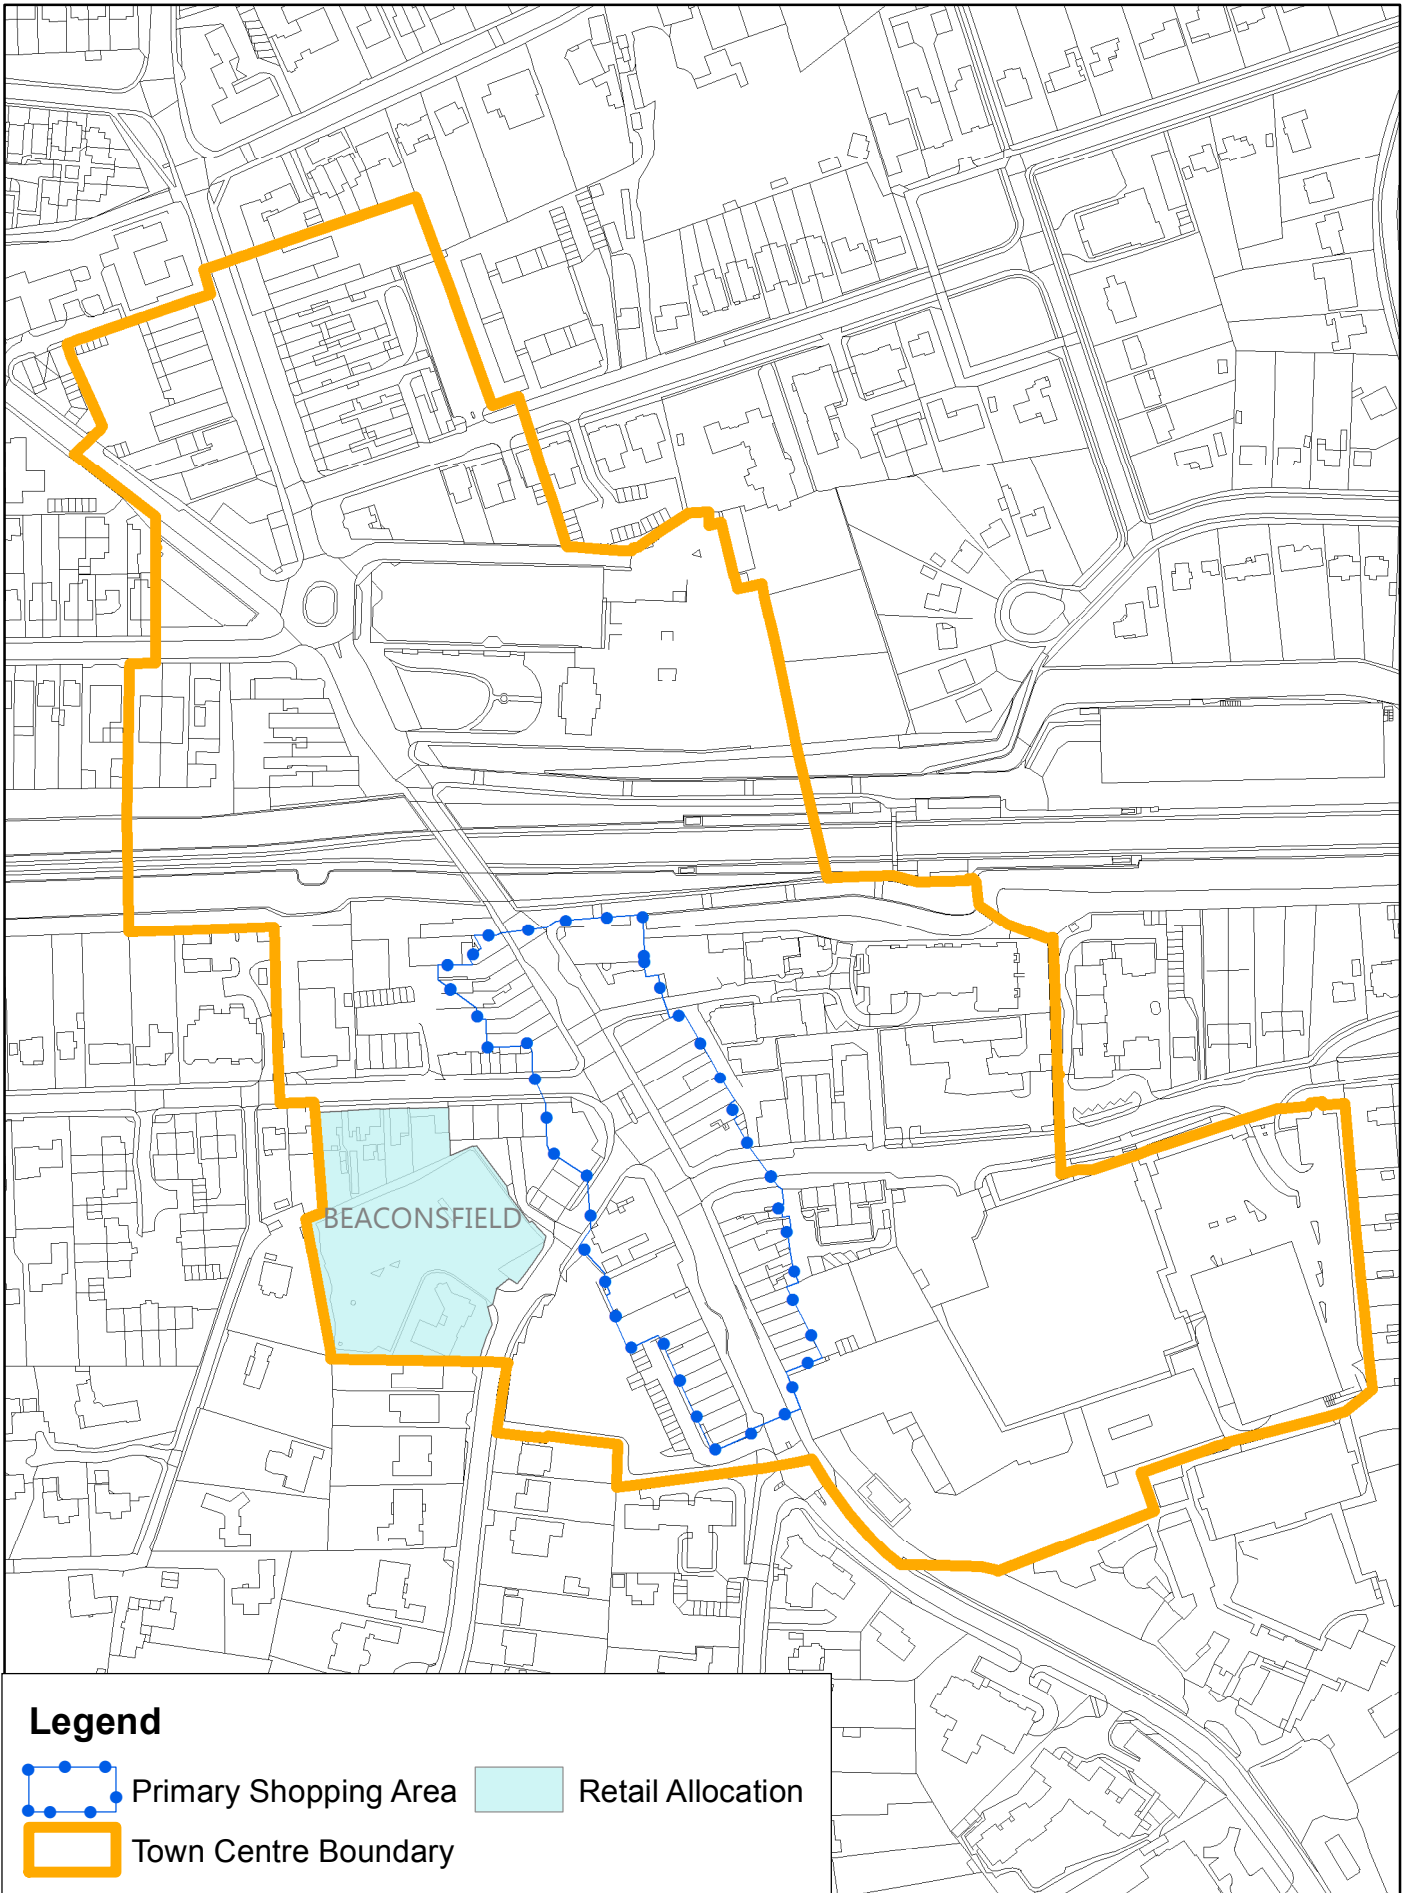 BEACONSFIELD
Legend
Primary Shopping Area
Retail Allocation
Town Centre Boundary